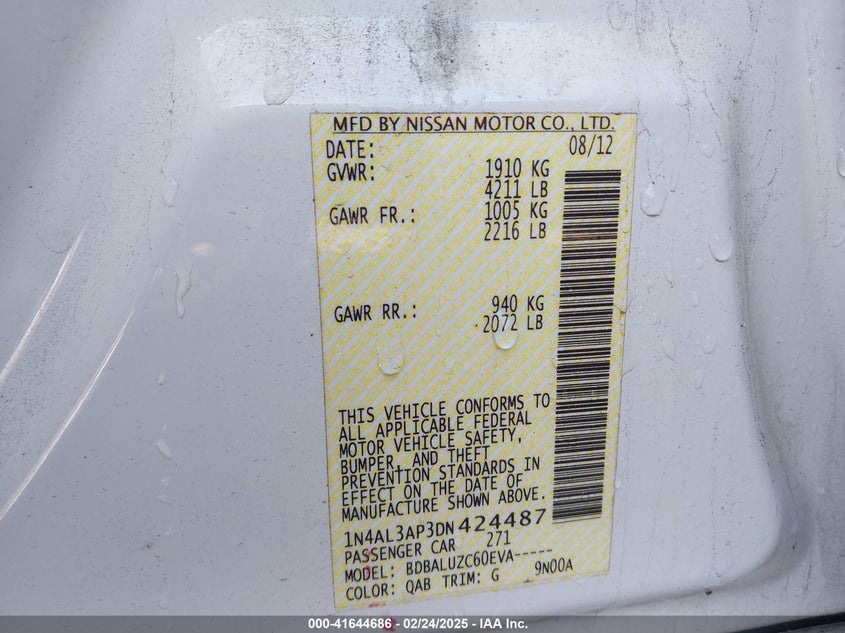 MFD BY NISSAN MOTOR CO., LTD.
DATE: 08/12
GVWR: 1910 KG
4211 LB
GAWR FR.: 1005 KG
2216 LB
GAWR RR.: 940 KG
2072 LB
THIS VEHICLE CONFORMS TO
ALL APPLICABLE FEDERAL
MOTOR VEHICLE SAFETY,
BUMPER, AND THEFT
PREVENTION STANDARDS IN
EFFECT ON THE DATE OF
MANUFACTURE SHOWN ABOVE.
1N4AL3AP3DN424487
PASSENGER CAR 271
MODEL: BDBALUZC60EVA-----
COLOR: QAB TRIM: G 9N00A
000-41644686 - 02/24/2025 - IAA Inc.